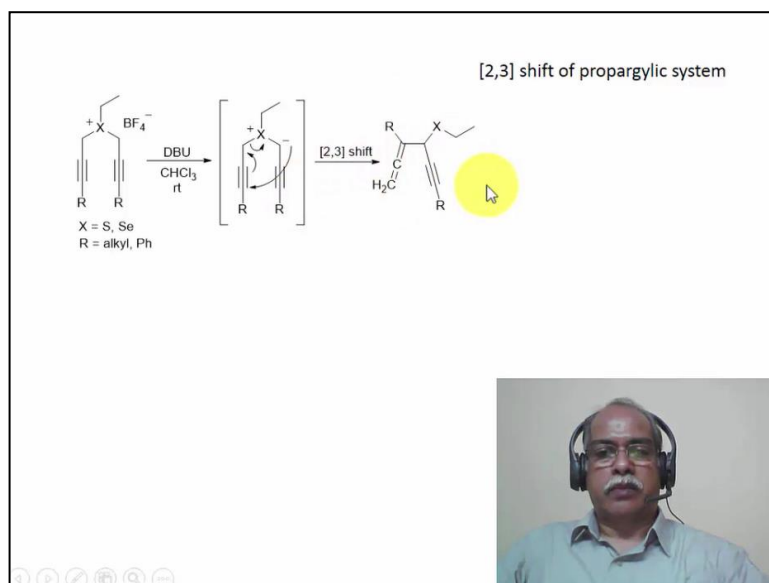 [2,3] shift of propargylic system
+
X
BF4−
R R
X = S, Se
R = alkyl, Ph
DBU
CHCl3
rt
+
X
−
R R
[2,3] shift
R X
C
H2C
R